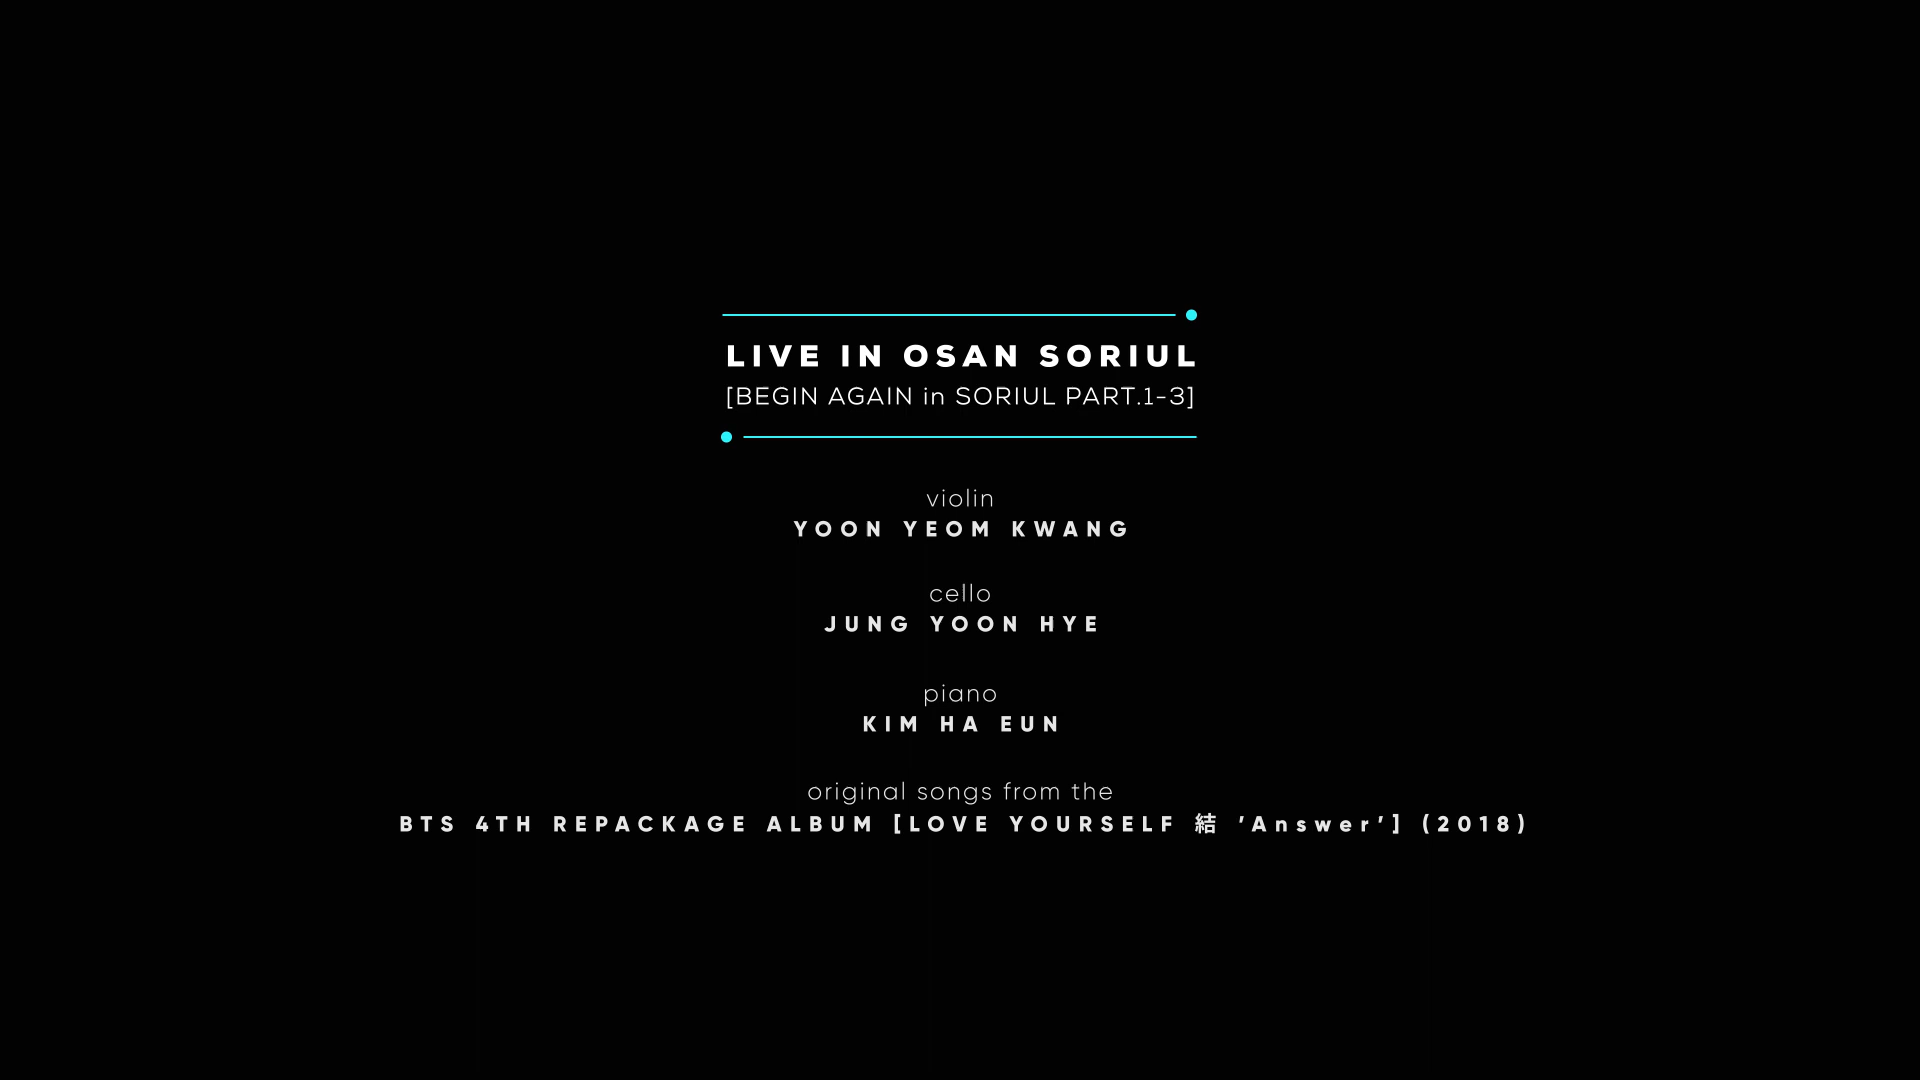 LIVE IN OSAN SORIUL
[BEGIN AGAIN in SORIUL PART.1-3]
violin
YOON YEOM KWANG
cello
JUNG YOON HYE
piano
KIM HA EUN
original songs from the
BTS 4TH REPACKAGE ALBUM [LOVE YOURSELF 結 'Answer'] (2018)